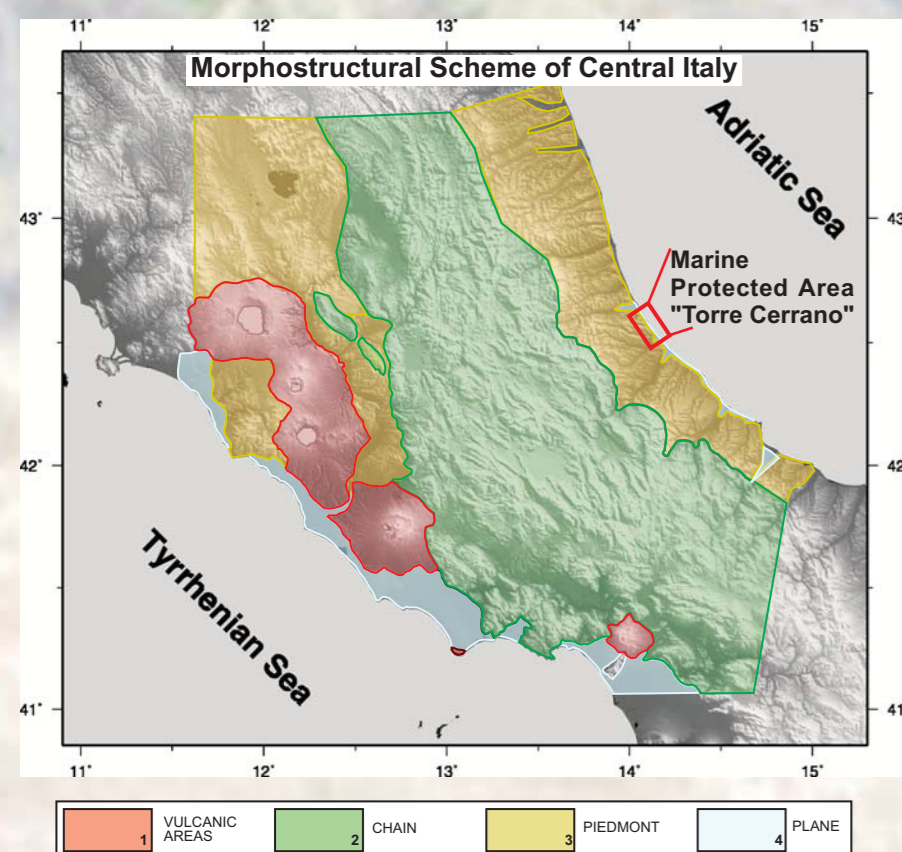 11° 12° 13° 14° 15°
Morphostructural Scheme of Central Italy
Adriatic Sea
43° 43
Marine
Protected Area
"Torre Cerrano"
42° 42
Tyrrhenian Sea
41° 41
11° 12° 13° 14° 15°
1 VULCANIC AREAS
2 CHAIN
3 PIEDMONT
4 PLANE